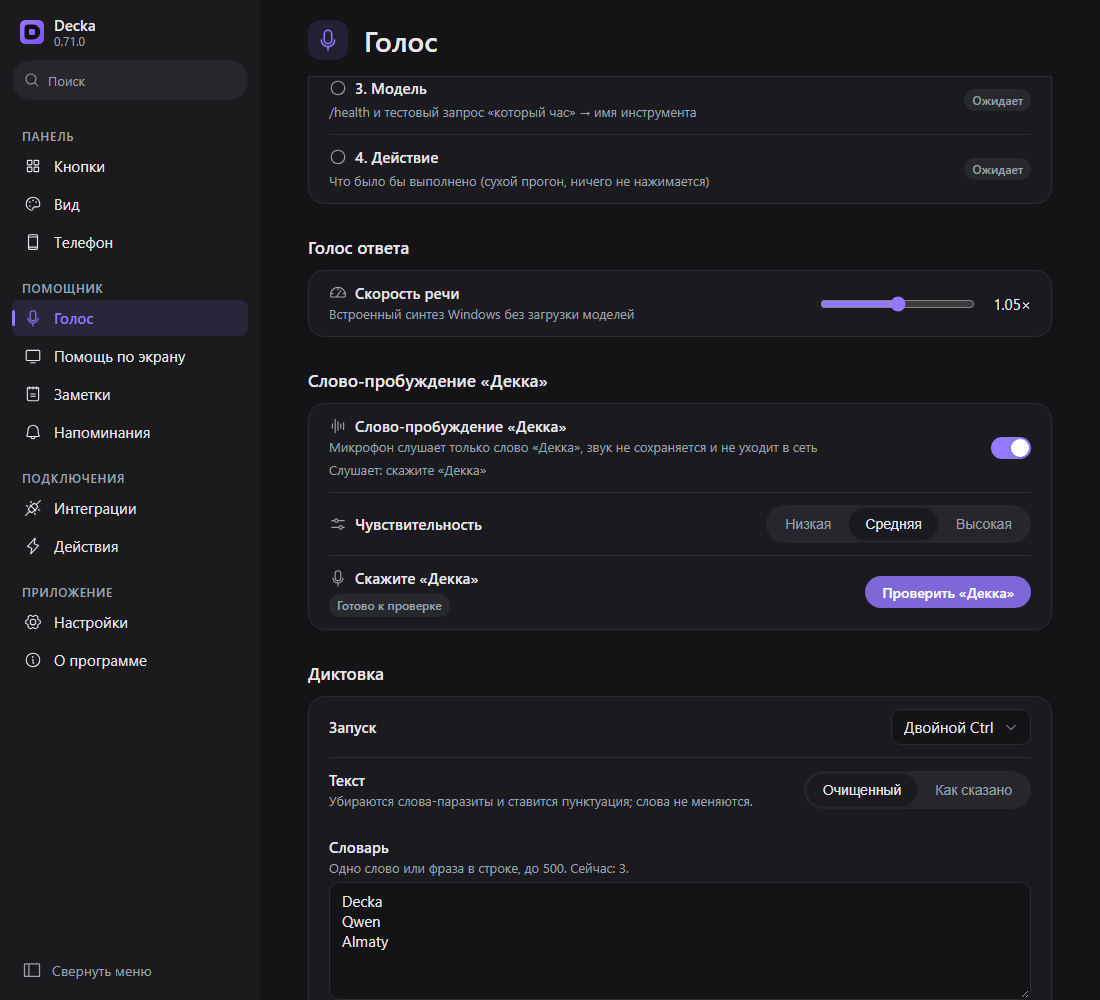 Decka
0.71.0
Поиск
ПАНЕЛЬ
Кнопки
Вид
Телефон
ПОМОЩНИК
Голос
Помощь по экрану
Заметки
Напоминания
ПОДКЛЮЧЕНИЯ
Интеграции
Действия
ПРИЛОЖЕНИЕ
Настройки
О программе
Свернуть меню
Голос
3. Модель
/health и тестовый запрос «который час» → имя инструмента
Ожидает
4. Действие
Что было бы выполнено (сухой прогон, ничего не нажимается)
Ожидает
Голос ответа
Скорость речи
Встроенный синтез Windows без загрузки моделей
1.05×
Слово-пробуждение «Декка»
Слово-пробуждение «Декка»
Микрофон слушает только слово «Декка», звук не сохраняется и не уходит в сеть
Слушает: скажите «Декка»
Чувствительность
Низкая
Средняя
Высокая
Скажите «Декка»
Готово к проверке
Проверить «Декка»
Диктовка
Запуск
Двойной Ctrl
Текст
Убираются слова-паразиты и ставится пунктуация; слова не меняются.
Очищенный
Как сказано
Словарь
Одно слово или фраза в строке, до 500. Сейчас: 3.
Decka
Qwen
Almaty